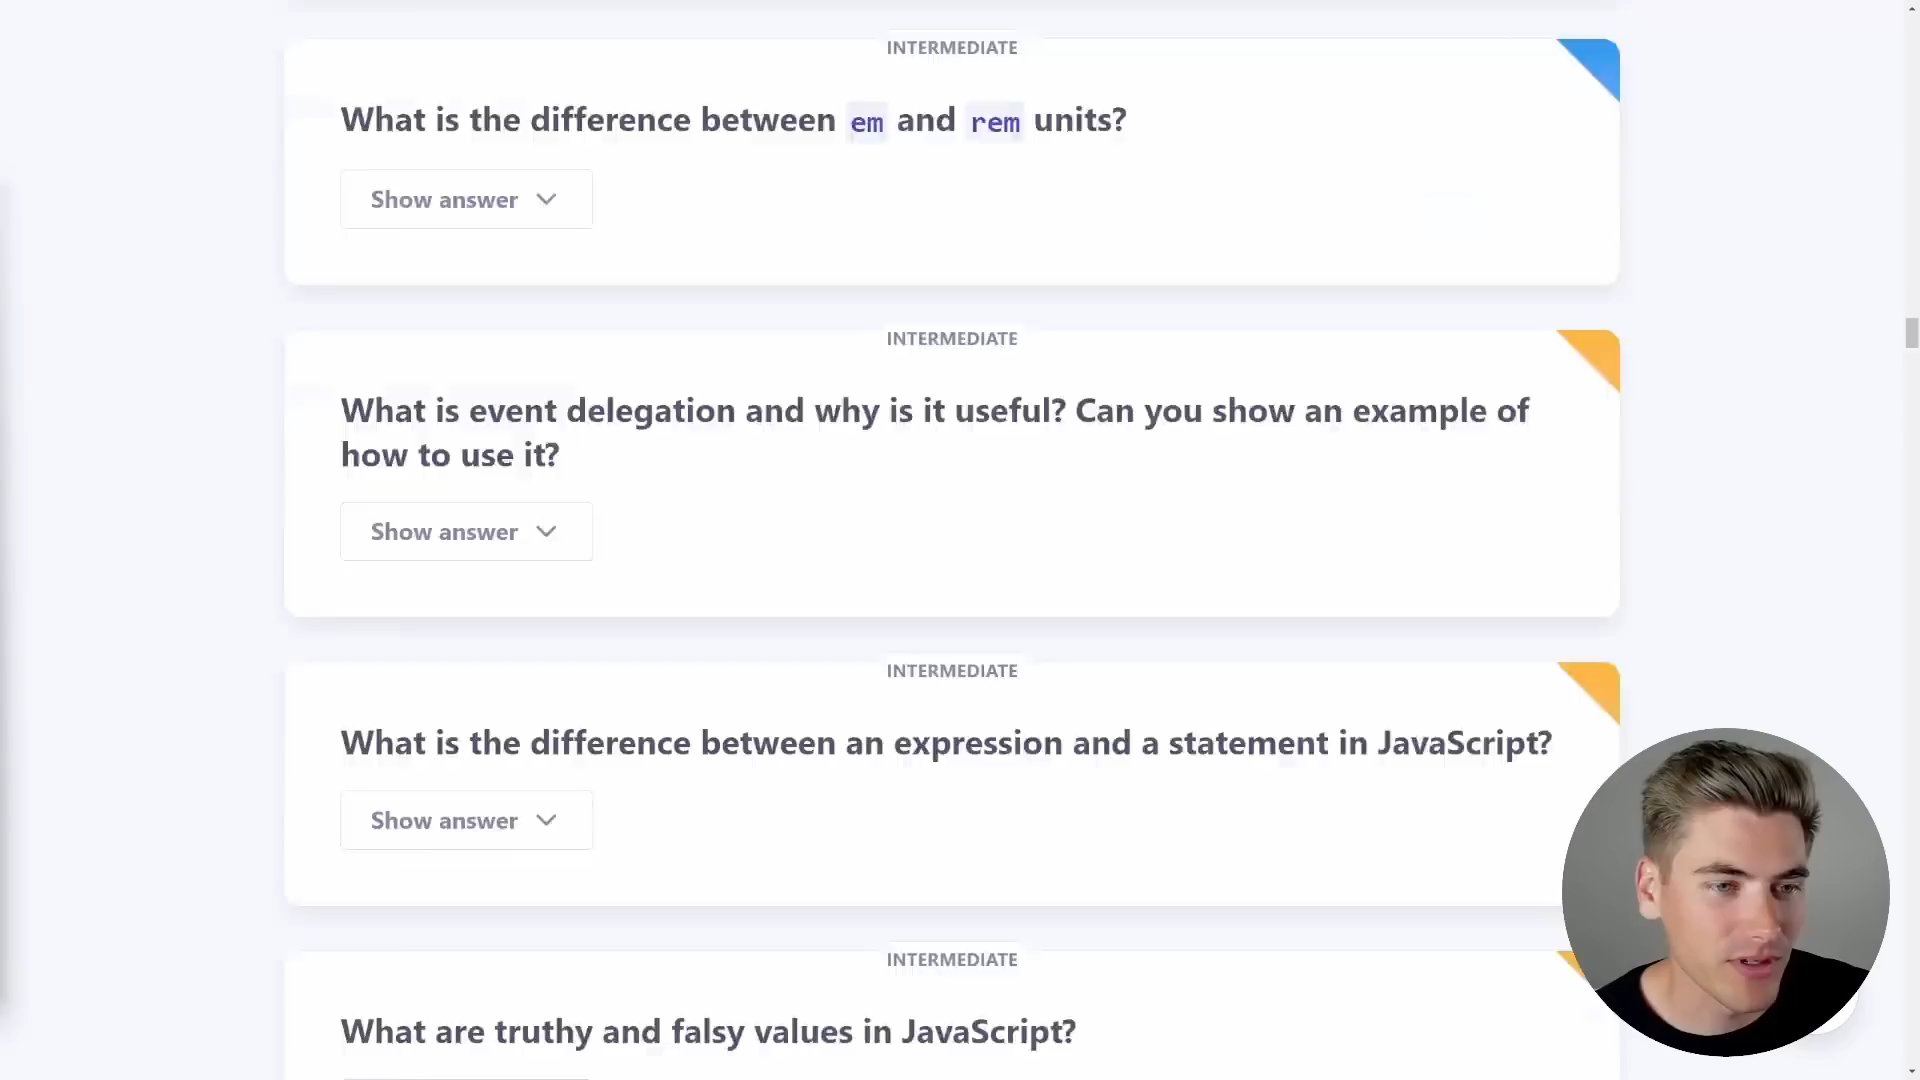 INTERMEDIATE
What is the difference between em and rem units?
Show answer
INTERMEDIATE
What is event delegation and why is it useful? Can you show an example of
how to use it?
Show answer
INTERMEDIATE
What is the difference between an expression and a statement in JavaScript?
Show answer
INTERMEDIATE
What are truthy and falsy values in JavaScript?